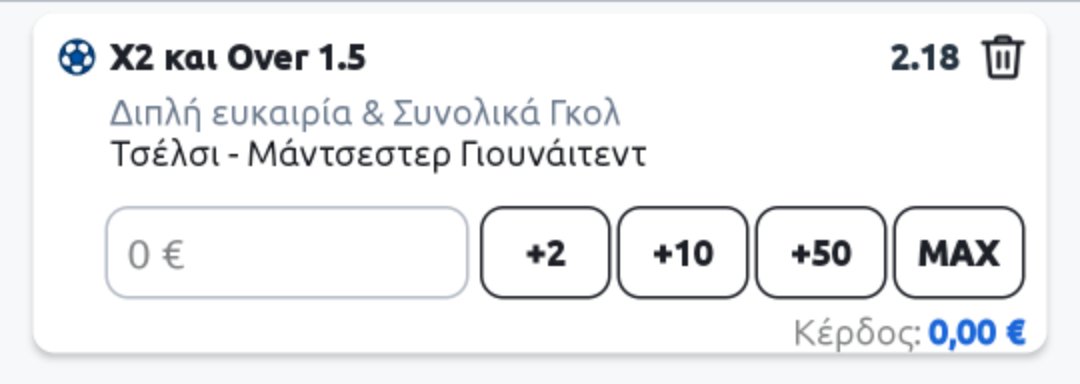 X2 και Over 1.5 2.18
Διπλή ευκαιρία & Συνολικά Γκολ
Τσέλσι - Μάντσεστερ Γιουνάιτεντ
0 € +2 +10 +50 MAX
Κέρδος: 0,00 €